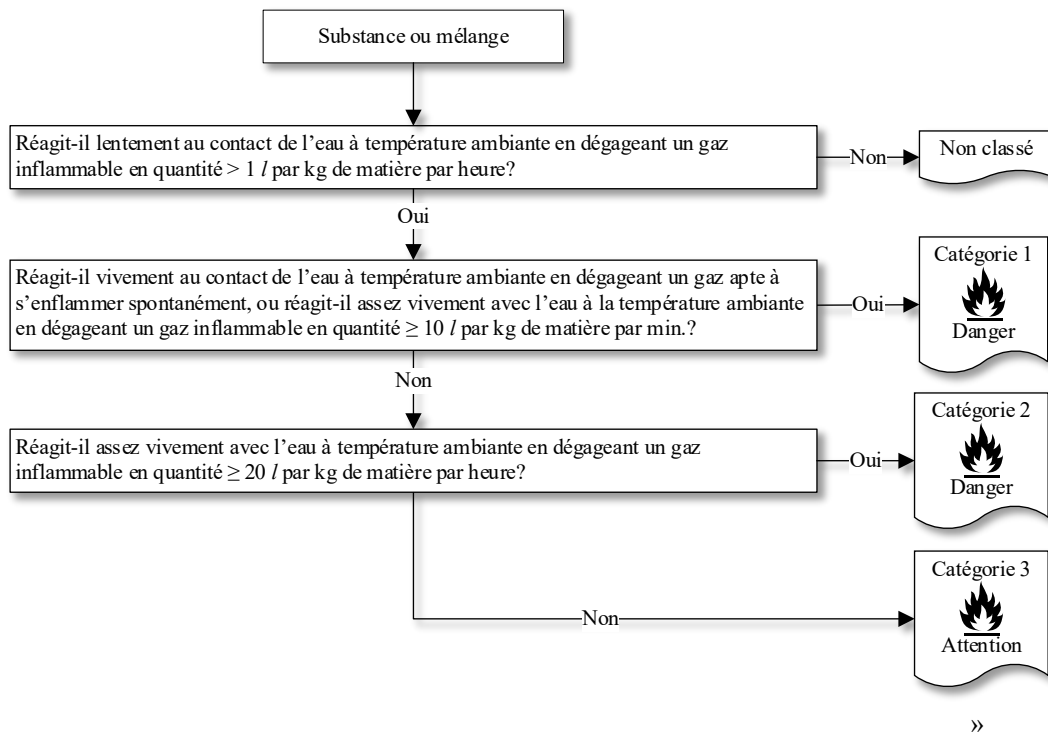 Substance ou mélange
Réagit-il lentement au contact de l’eau à température ambiante en dégageant un gaz
inflammable en quantité > 1 l par kg de matière par heure?
Non
Non classé
Oui
Réagit-il vivement au contact de l’eau à température ambiante en dégageant un gaz apte à
s’enflammer spontanément, ou réagit-il assez vivement avec l’eau à la température ambiante
en dégageant un gaz inflammable en quantité ≥ 10 l par kg de matière par min.?
Oui
Catégorie 1
Danger
Non
Réagit-il assez vivement avec l’eau à température ambiante en dégageant un gaz
inflammable en quantité ≥ 20 l par kg de matière par heure?
Oui
Catégorie 2
Danger
Non
Catégorie 3
Attention
»